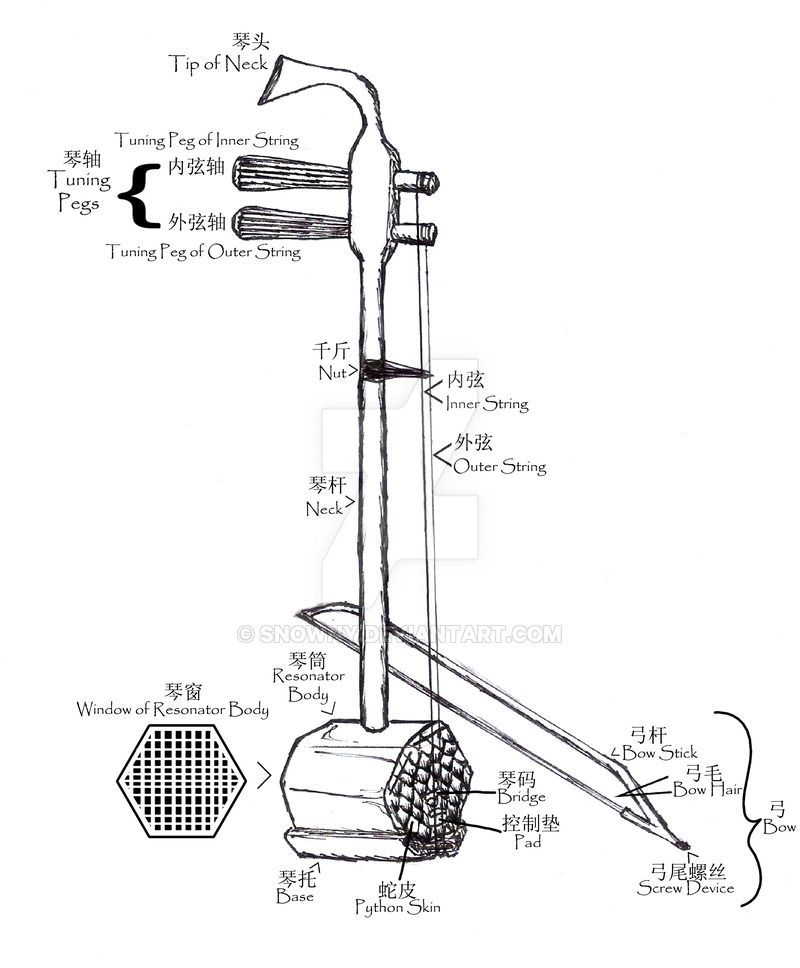 琴头
Tip of Neck
Tuning Peg of Inner String
琴轴
Tuning
Pegs
内弦轴
外弦轴
Tuning Peg of Outer String
千斤
Nut
内弦
Inner String
外弦
Outer String
琴杆
Neck
© SNOWNYZ.DEVIANTART.COM
琴筒
Resonator
Body
琴窗
Window of Resonator Body
弓杆
Bow Stick
弓毛
Bow Hair
琴码
Bridge
控制垫
Pad
弓
Bow
弓尾螺丝
Screw Device
琴托
Base
蛇皮
Python Skin